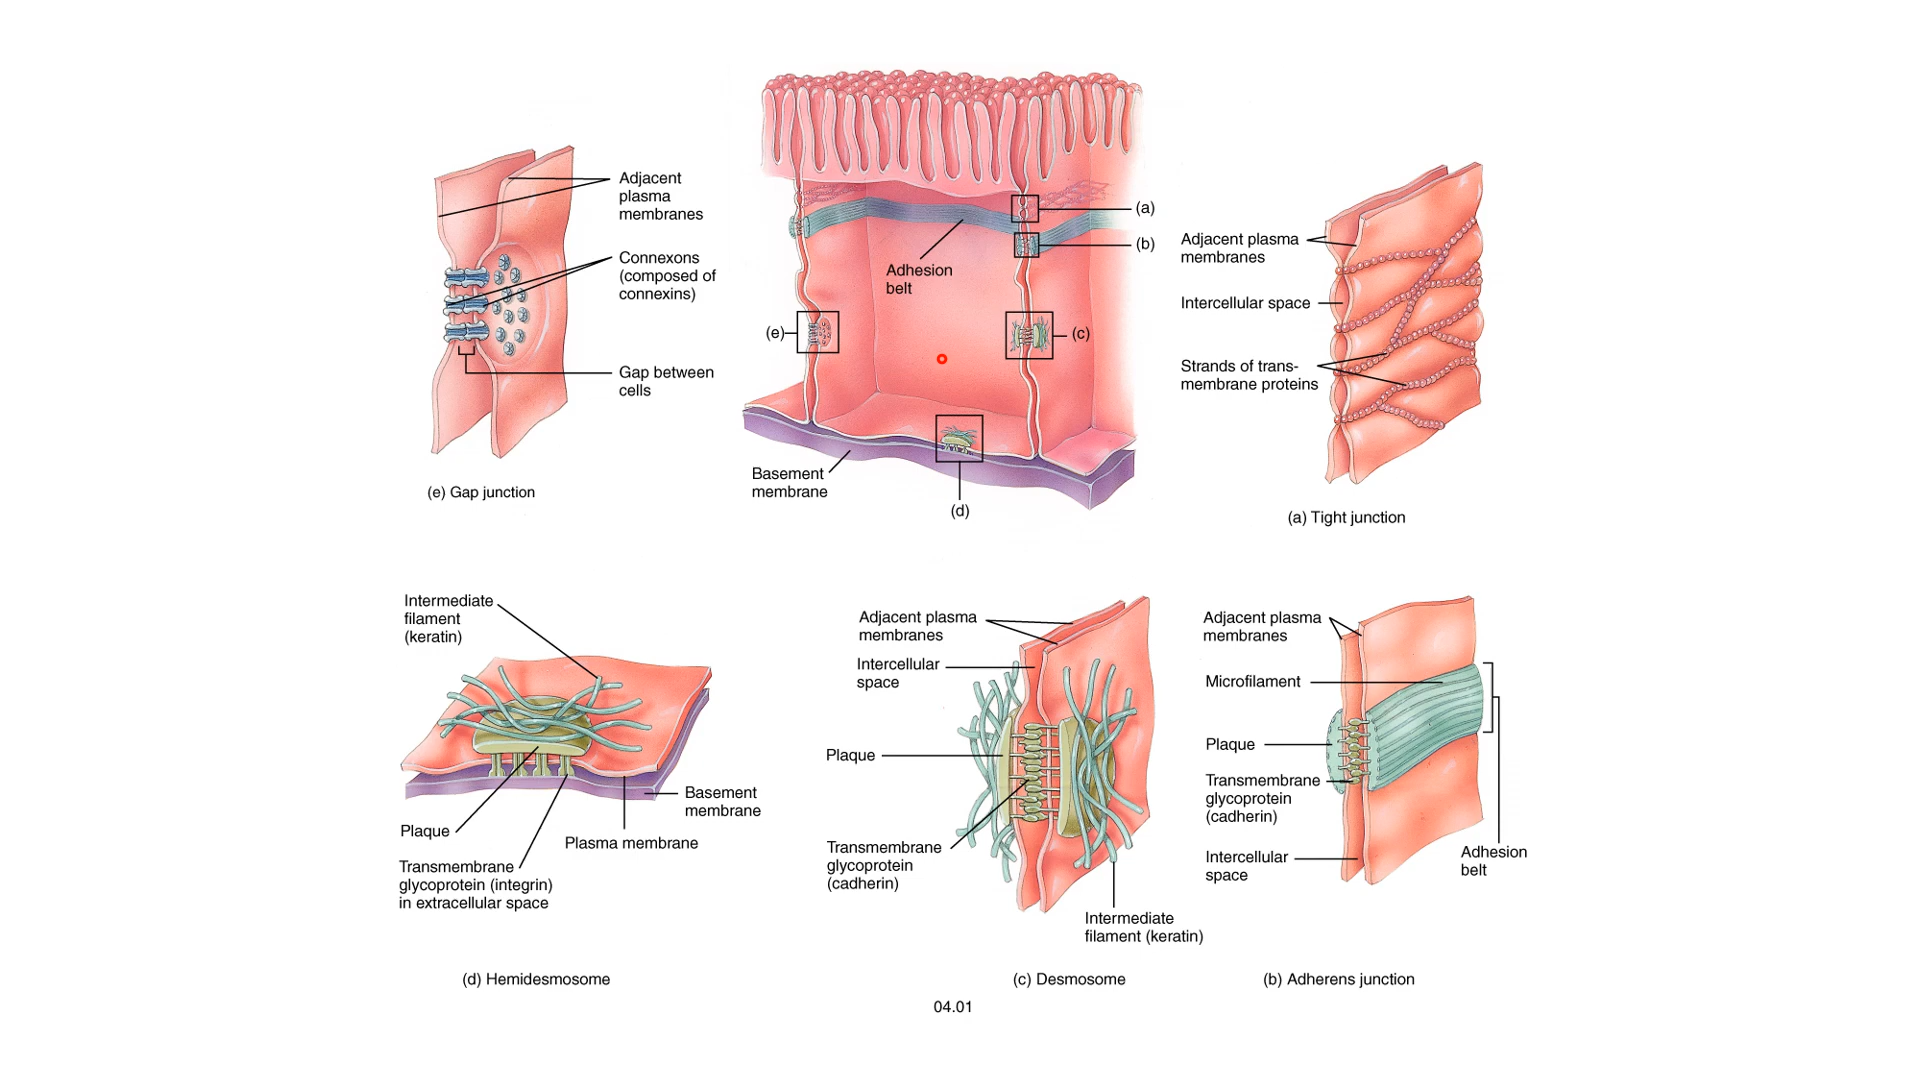 Adjacent
plasma
membranes
Connexons
(composed of
connexins)
Gap between
cells
(e) Gap junction
(a)
(b)
Adhesion
belt
(e)
(c)
Basement
membrane
(d)
Adjacent plasma
membranes
Intercellular space
Strands of trans-
membrane proteins
(a) Tight junction
Intermediate
filament
(keratin)
Basement
membrane
Plaque
Plasma membrane
Transmembrane
glycoprotein (integrin)
in extracellular space
(d) Hemidesmosome
Adjacent plasma
membranes
Intercellular
space
Plaque
Transmembrane
glycoprotein
(cadherin)
Intermediate
filament (keratin)
(c) Desmosome
Adjacent plasma
membranes
Microfilament
Plaque
Transmembrane
glycoprotein
(cadherin)
Intercellular
space
Adhesion
belt
(b) Adherens junction
04.01